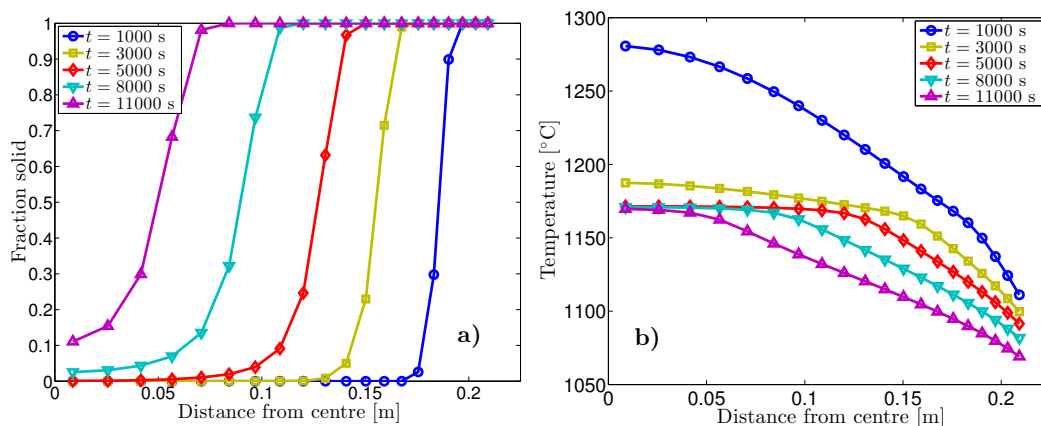 Fraction solid
1
0.9
0.8
0.7
0.6
0.5
0.4
0.3
0.2
0.1
0
0
0.05
0.1
0.15
0.2
Distance from centre [m]
t = 1000 s
t = 3000 s
t = 5000 s
t = 8000 s
t = 11000 s
a)
Temperature [°C]
1300
1250
1200
1150
1100
1050
0
0.05
0.1
0.15
0.2
Distance from centre [m]
t = 1000 s
t = 3000 s
t = 5000 s
t = 8000 s
t = 11000 s
b)